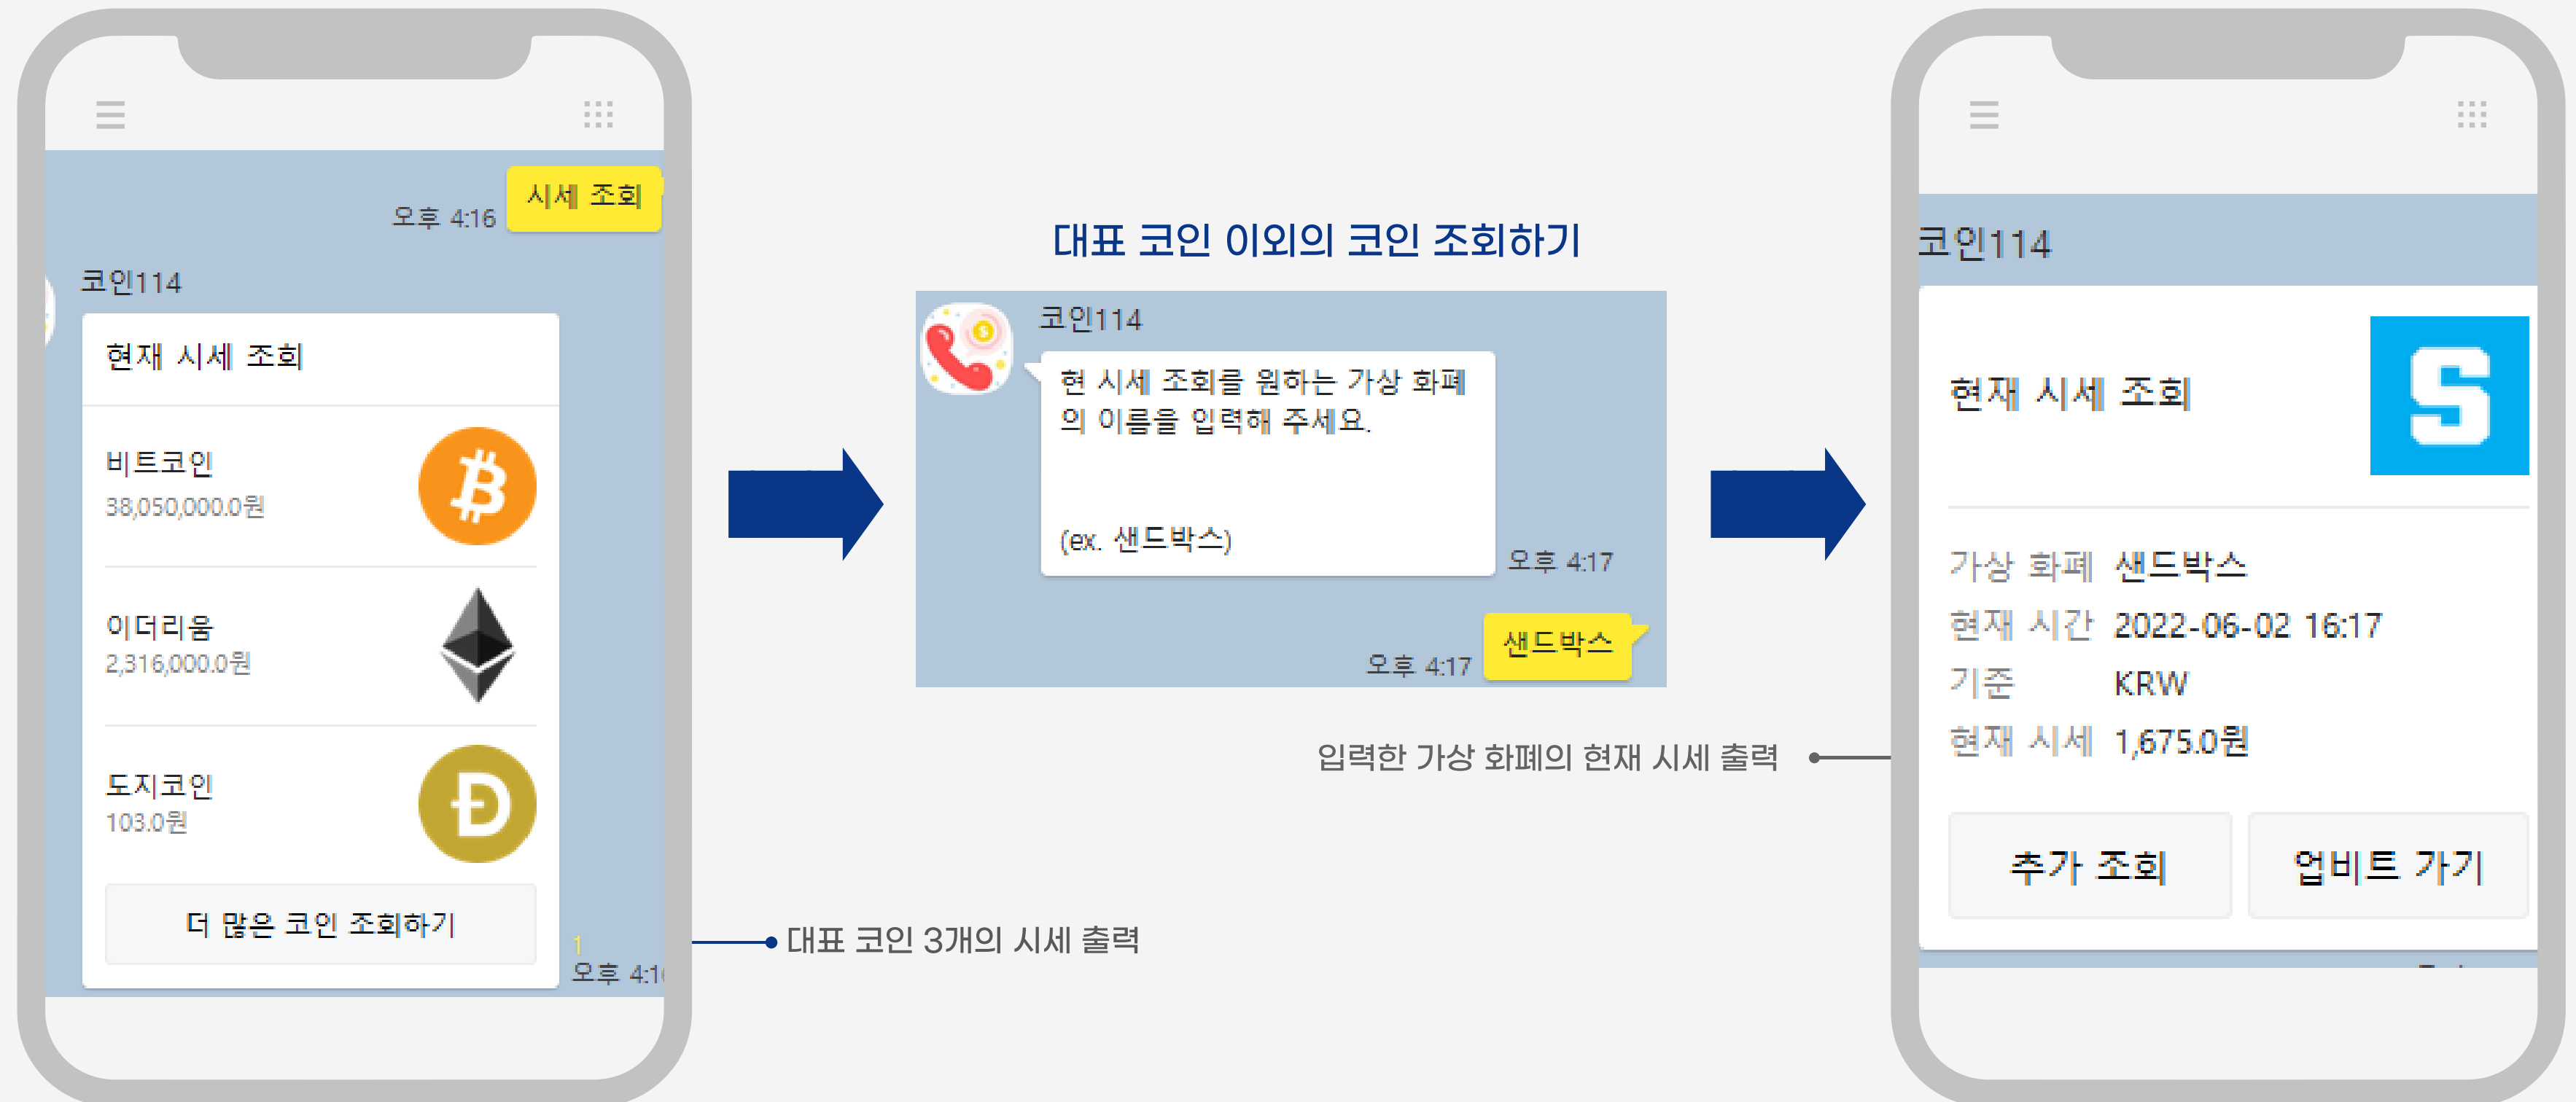 시세 조회
오후 4:16
코인114
현재 시세 조회
비트코인
38,050,000.0원
이더리움
2,316,000.0원
도지코인
103.0원
더 많은 코인 조회하기
1
오후 4:1
대표 코인 3개의 시세 출력
대표 코인 이외의 코인 조회하기
코인114
현 시세 조회를 원하는 가상 화폐
의 이름을 입력해 주세요.
(ex. 샌드박스)
오후 4:17
샌드박스
오후 4:17
입력한 가상 화폐의 현재 시세 출력
코인114
현재 시세 조회
S
가상 화폐 샌드박스
현재 시간 2022-06-02 16:17
기준 KRW
현재 시세 1,675.0원
추가 조회
업비트 가기